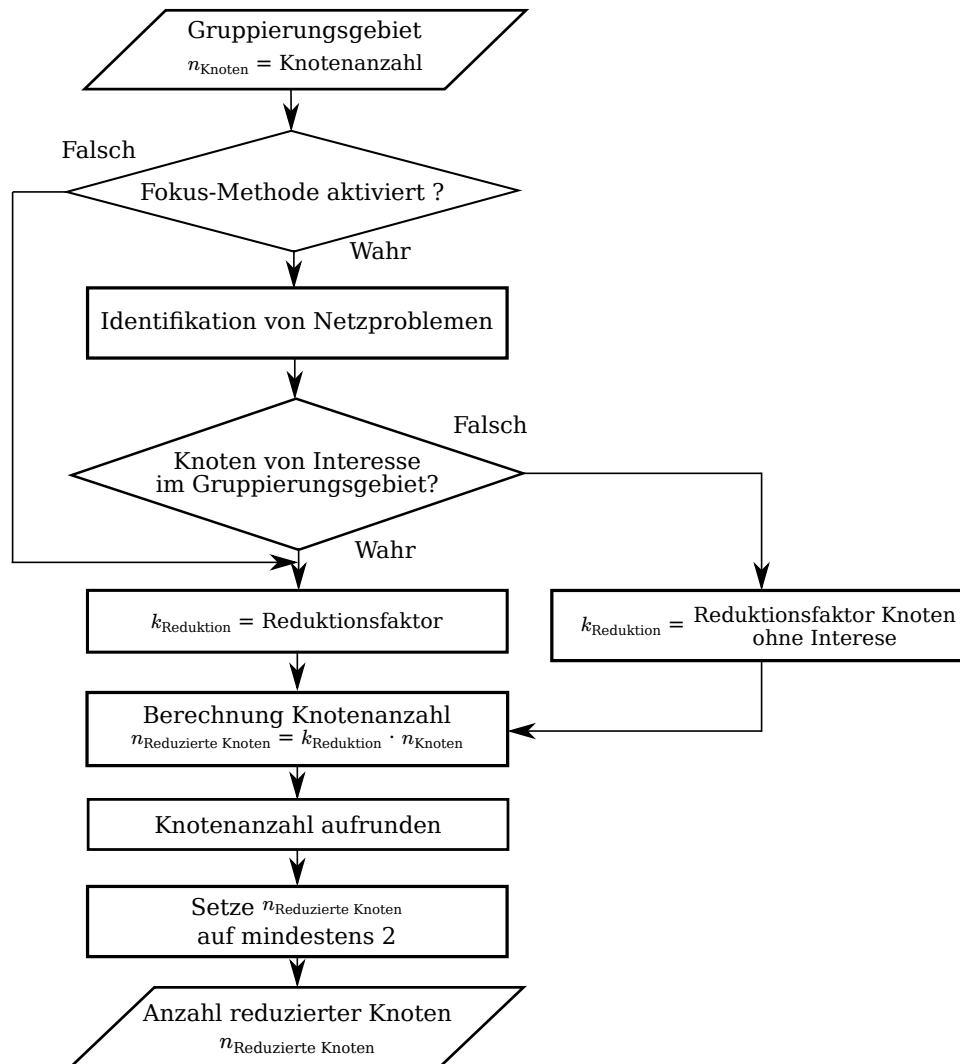 Gruppierungsgebiet
n_Knoten = Knotenanzahl
Falsch
Fokus-Methode aktiviert ?
Wahr
Identifikation von Netzproblemen
Falsch
Knoten von Interesse
im Gruppierungsgebiet?
Wahr
k_Reduktion = Reduktionsfaktor
k_Reduktion = Reduktionsfaktor Knoten
ohne Interese
Berechnung Knotenanzahl
n_Reduzierte Knoten = k_Reduktion · n_Knoten
Knotenanzahl aufrunden
Setze n_Reduzierte Knoten
auf mindestens 2
Anzahl reduzierter Knoten
n_Reduzierte Knoten